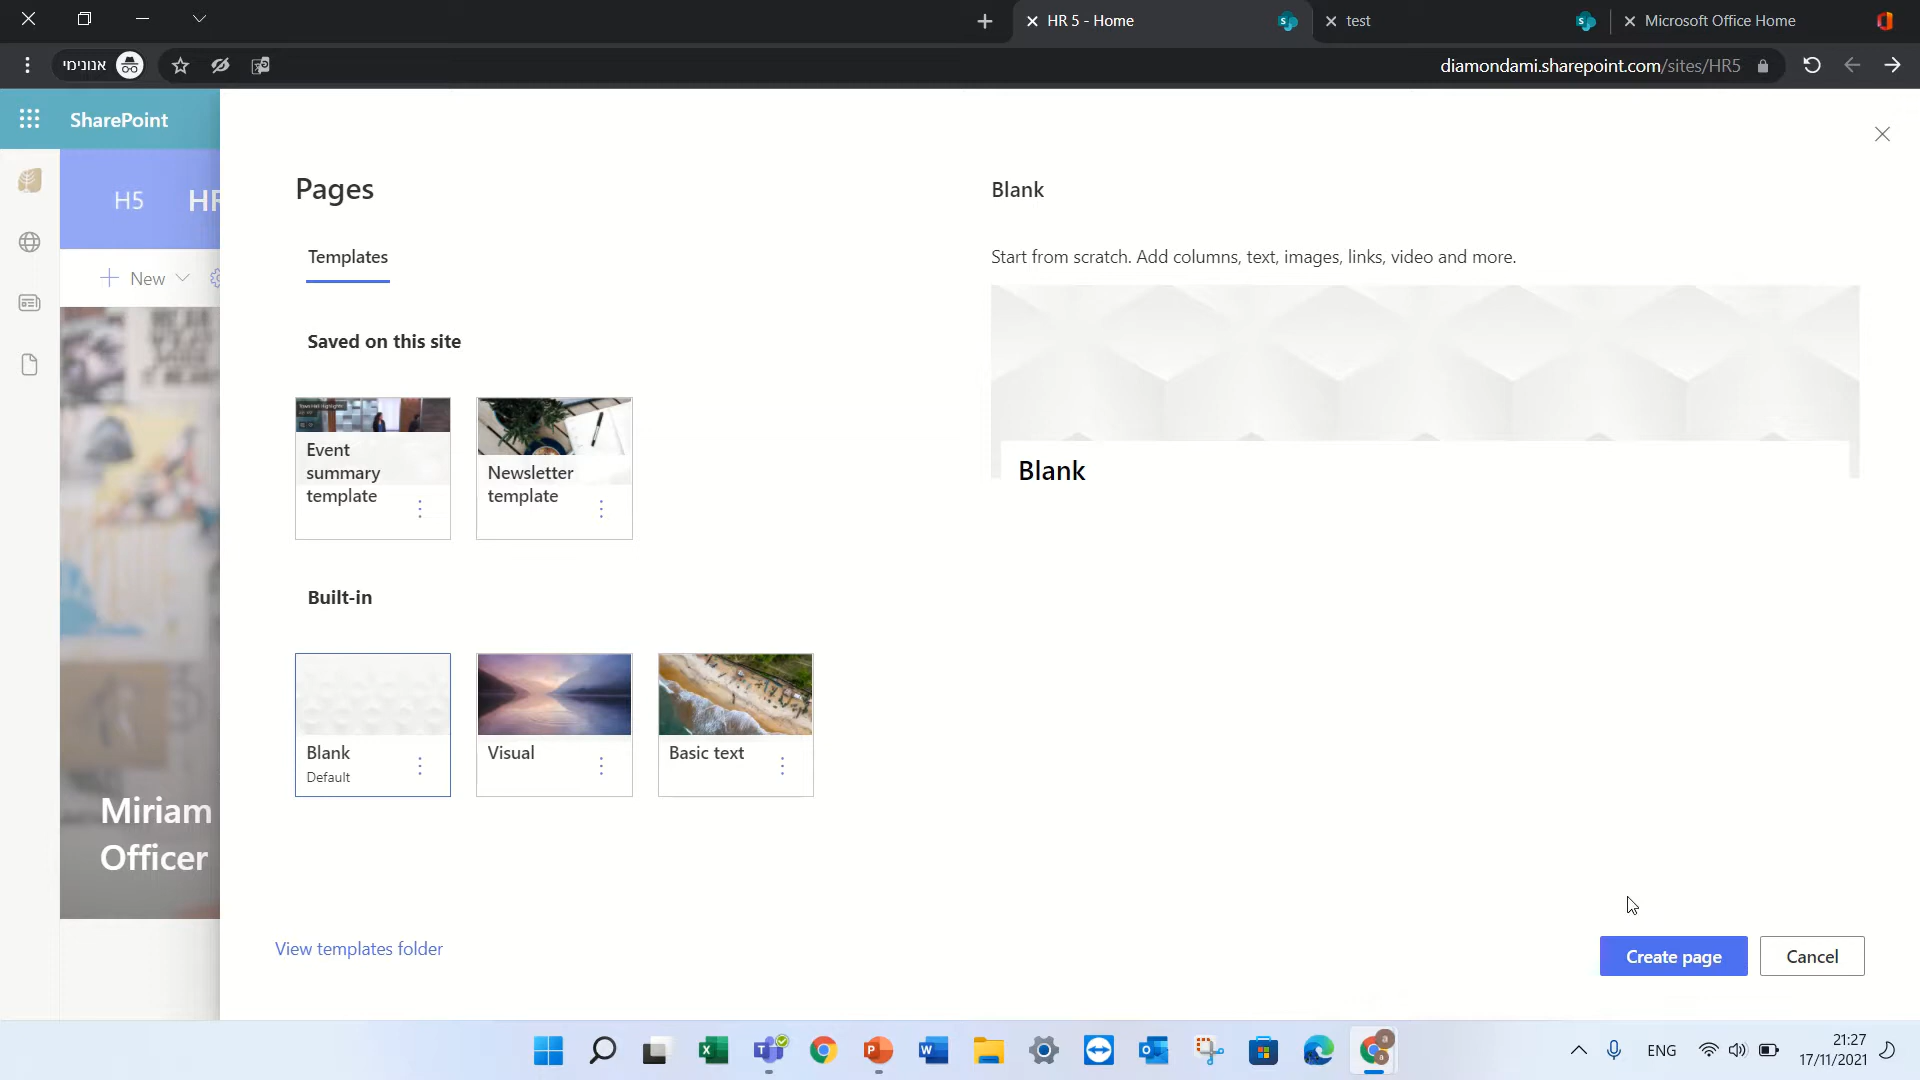 HR 5 - Home
test
Microsoft Office Home
אנונימי
diamondami.sharepoint.com/sites/HR5
SharePoint
H5
HR
New
Miriam
Officer
Pages
Templates
Saved on this site
Event
summary
template
Newsletter
template
Built-in
Blank
Default
Visual
Basic text
View templates folder
Blank
Start from scratch. Add columns, text, images, links, video and more.
Blank
Create page
Cancel
ENG
21:27
17/11/2021